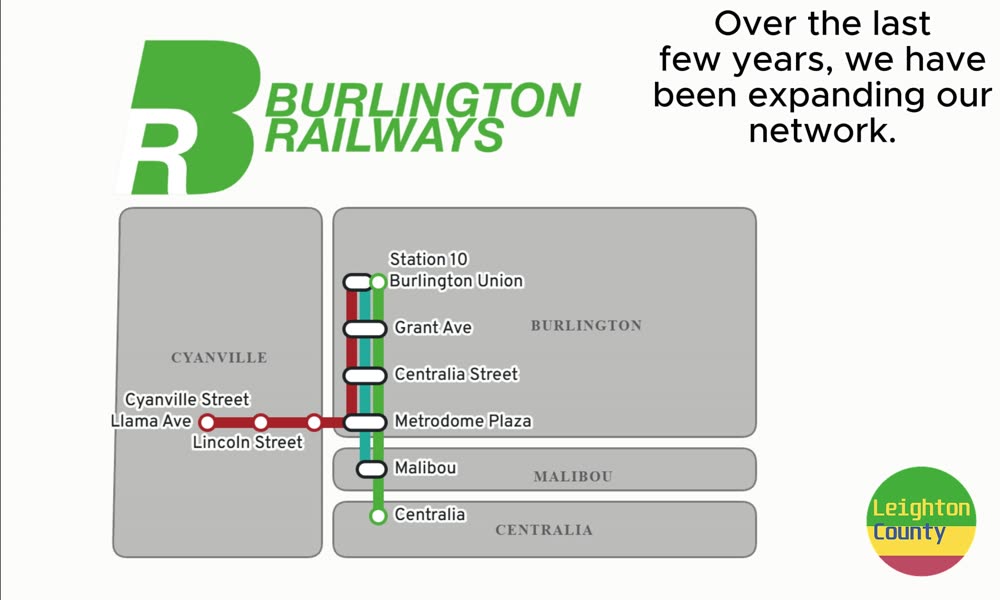 Over the last
few years, we have
been expanding our
network.
BR
BURLINGTON
RAILWAYS
Station 10
Burlington Union
Grant Ave
BURLINGTON
CYANVILLE
Centralia Street
Cyanville Street
Llama Ave
Lincoln Street
Metrodome Plaza
Malibou
MALIBOU
Centralia
CENTRALIA
Leighton
County